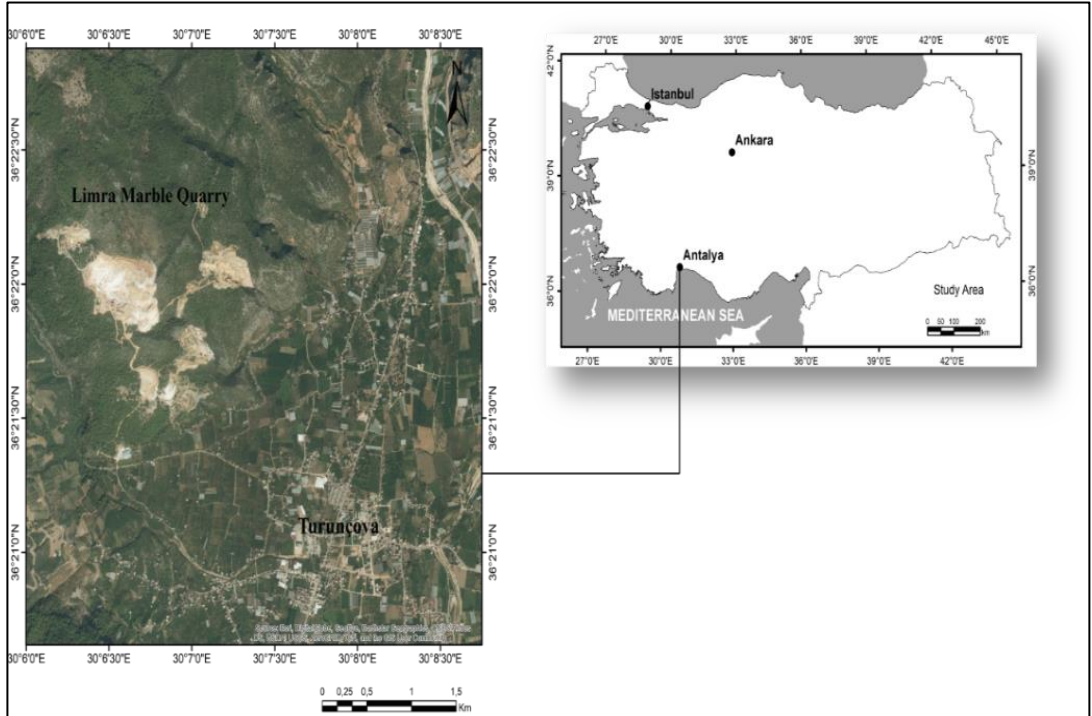 30°6'0"E 30°6'30"E 30°7'0"E 30°7'30"E 30°8'0"E 30°8'30"E
N
36°22'30"N 36°22'30"N
Limra Marble Quarry
36°22'0"N 36°22'0"N
36°21'30"N 36°21'30"N
Turunçova
36°21'0"N 36°21'0"N
30°6'0"E 30°6'30"E 30°7'0"E 30°7'30"E 30°8'0"E 30°8'30"E
0 0,25 0,5 1 1,5
Km
27°0'E 30°0'E 33°0'E 36°0'E 41°0'E 45°0'E
42°0'N
Istanbul
Ankara
39°0'N 39°0'N
Antalya
36°0'N 36°0'N
Study Area
MEDITERRANEAN SEA
0 50 100 200
km
27°0'E 30°0'E 33°0'E 36°0'E 39°0'E 42°0'E